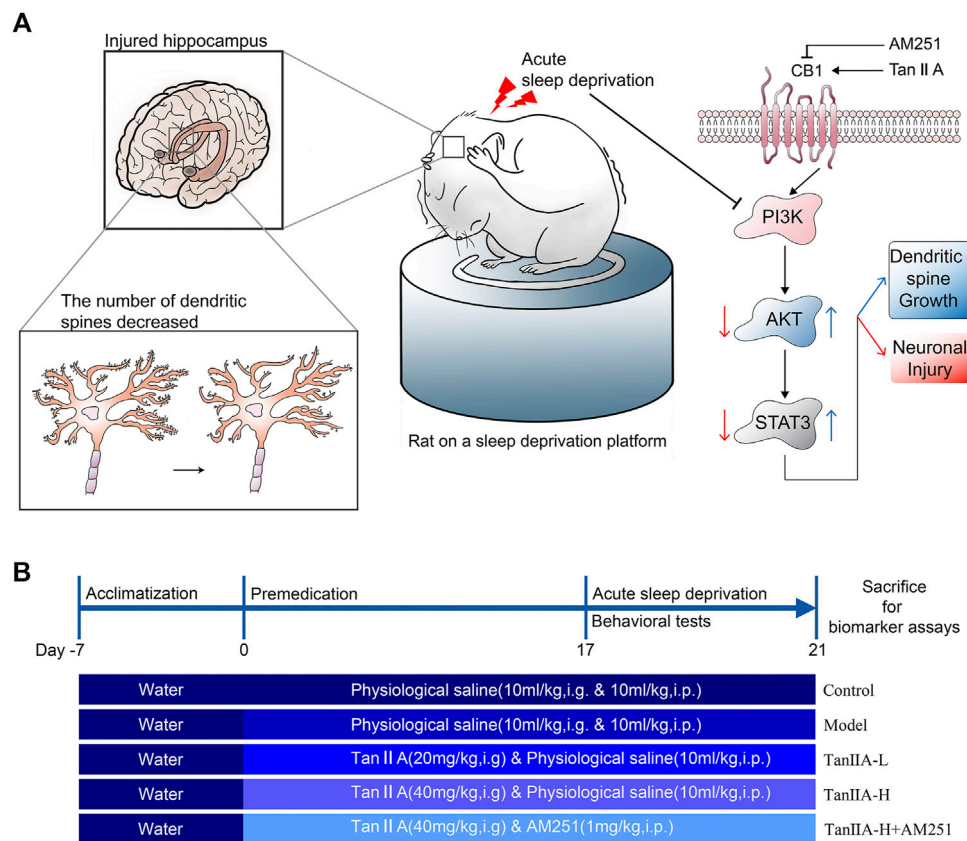 A
Injured hippocampus
The number of dendritic
spines decreased
Acute
sleep deprivation
Rat on a sleep deprivation platform
AM251
CB1
Tan Ⅱ A
PI3K
AKT
STAT3
Dendritic
spine
Growth
Neuronal
Injury
B
Acclimatization
Premedication
Acute sleep deprivation
Behavioral tests
Sacrifice
for
biomarker assays
Day -7
0
17
21
Water
Physiological saline(10ml/kg,i.g. & 10ml/kg,i.p.)
Control
Water
Physiological saline(10ml/kg,i.g. & 10ml/kg,i.p.)
Model
Water
Tan Ⅱ A(20mg/kg,i.g) & Physiological saline(10ml/kg,i.p.)
TanIIA-L
Water
Tan Ⅱ A(40mg/kg,i.g) & Physiological saline(10ml/kg,i.p.)
TanIIA-H
Water
Tan Ⅱ A(40mg/kg,i.g) & AM251(1mg/kg,i.p.)
TanIIA-H+AM251